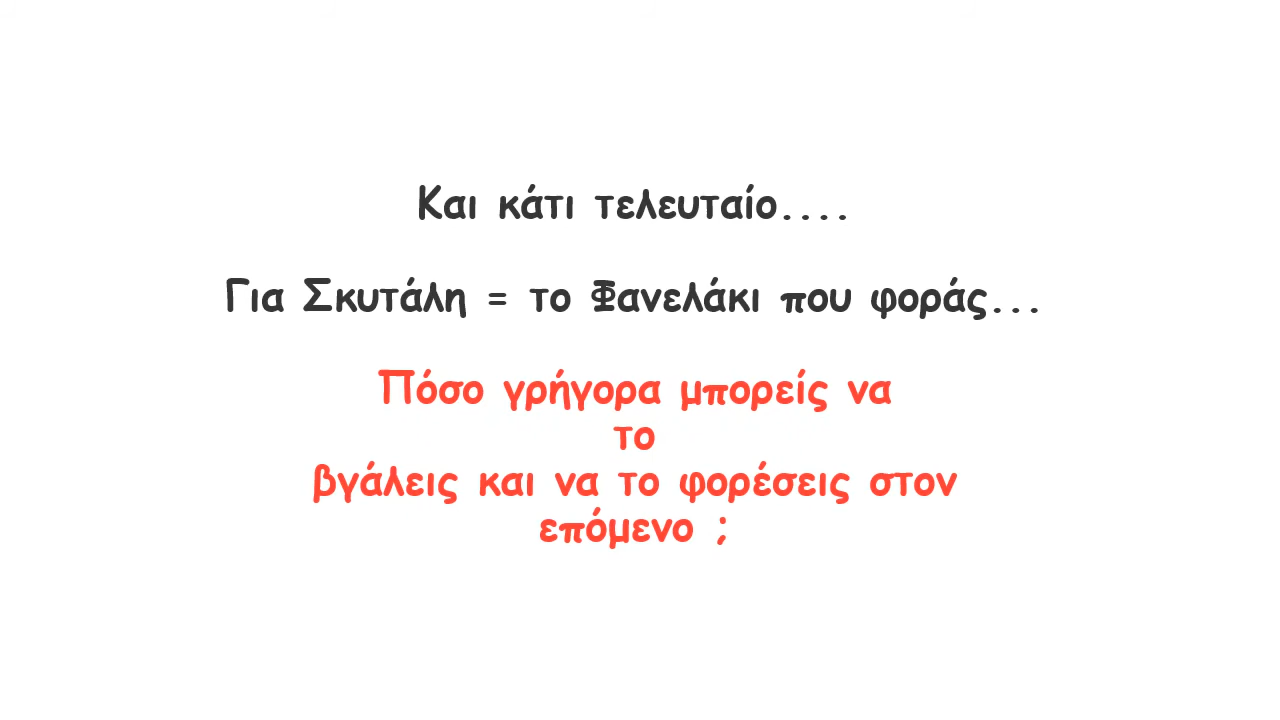 Και κάτι τελευταίο....
Για Σκυτάλη = το Φανελάκι που φοράς...
Πόσο γρήγορα μπορείς να
το
βγάλεις και να το φορέσεις στον
επόμενο ;